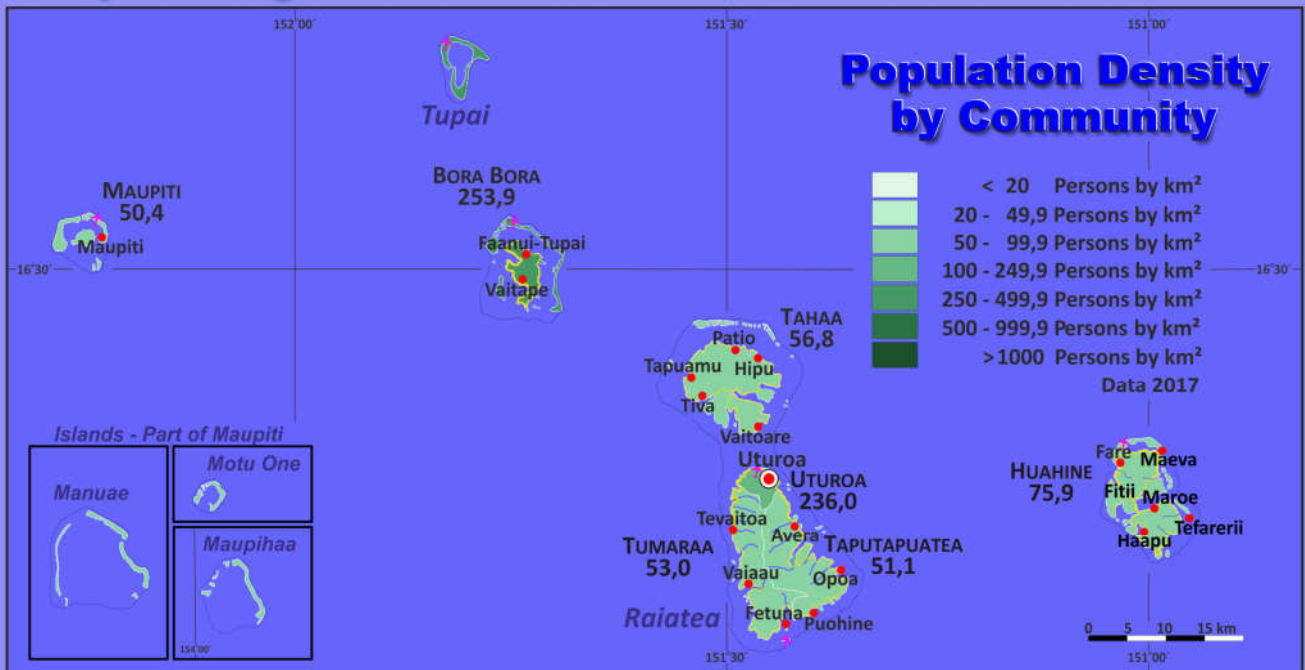 152°00'
151°30'
151°00'
Population Density
by Community
Tupai
BORA BORA
253,9
MAUPITI
50,4
Maupiti
Faanui-Tupai
Vaitape
16°30'
16°30'
< 20 Persons by km²
20 - 49,9 Persons by km²
50 - 99,9 Persons by km²
100 - 249,9 Persons by km²
250 - 499,9 Persons by km²
500 - 999,9 Persons by km²
>1000 Persons by km²
Data 2017
TAHAA
56,8
Patio
Tapuamu
Hipu
Tiva
Vaitoare
Uturoa
UTUROA
236,0
Tevaitoa
Avera
TUMARAA
53,0
TAPUTAPUATEA
51,1
Vaiaau
Opoa
Fetuna
Puohine
Raiatea
HUAHINE
75,9
Fare
Maeva
Fitii
Maroe
Tefarerii
Haapu
Islands - Part of Maupiti
Manuae
Motu One
Maupihaa
154°00'
0 5 10 15 km
151°30'
151°00'